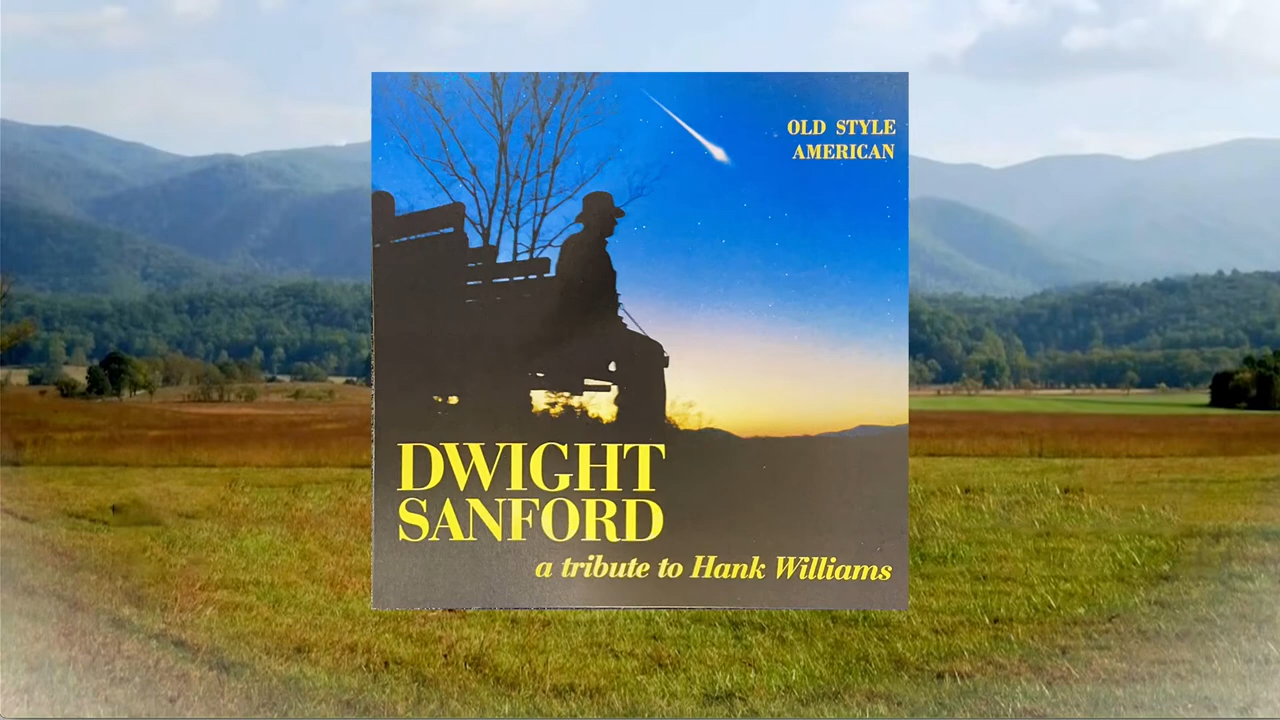 OLD STYLE
AMERICAN
DWIGHT
SANFORD
a tribute to Hank Williams